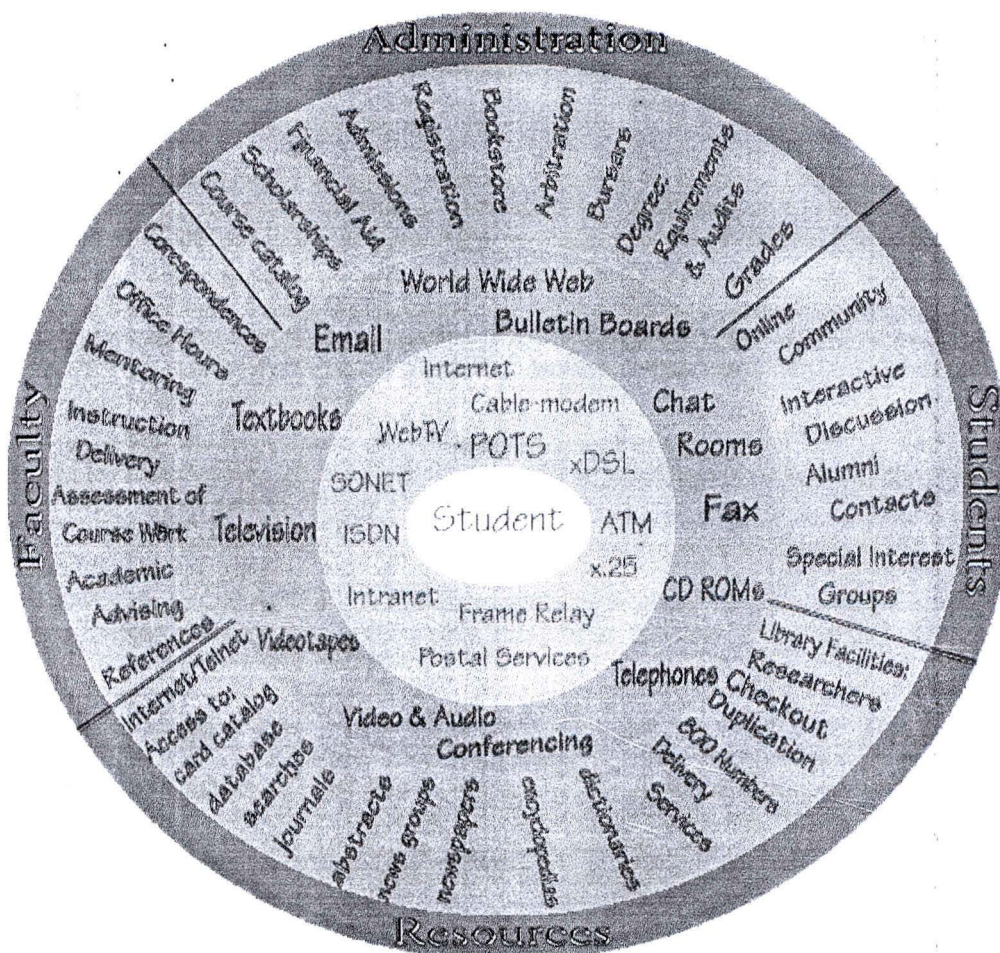 Administration
Course catalog
Scholarships
Financial Aid
Admissions
Registration
Bookstore
Arbitration
Bursars
Degree:
Requirements
& Audits
Grades
Students
Online
Community
Interactive
Discussion
Alumni
Contacts
Special Interest
Groups
Resources
Library Facilities:
Researchers
Checkout
Duplication
800 Numbers
Delivery
Services
dictionaries
encyclopedias
newspapers
news groups
abstracts
journals
searches
database
card catalog
Access to:
Internet/Telnet
Faculty
Corespondences
Office Hours
Mentoring
Instruction
Delivery
Assessment of
Course Work
Academic
Advising
References
World Wide Web
Bulletin Boards
Email
Chat
Rooms
Textbooks
Fax
Television
CD ROMs
Videotapes
Telephones
Video & Audio
Conferencing
Internet
Cable-modem
WebTV
POTS
xDSL
SONET
ISDN
ATM
x.25
Intranet
Frame Relay
Postal Services
Student